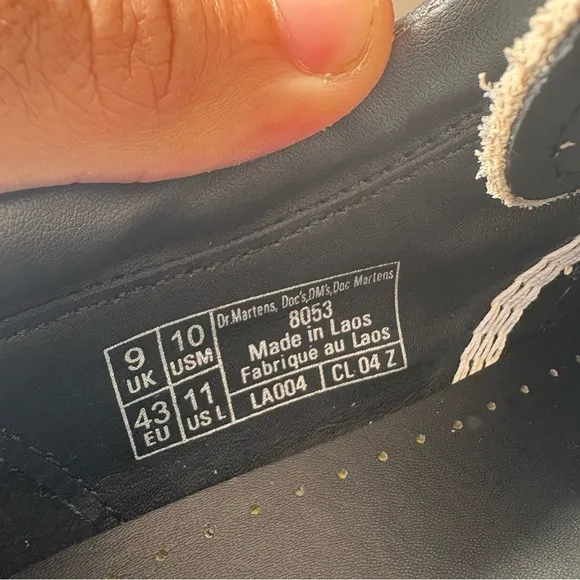 9 UK
10 USM
43 EU
11 US L
Dr.Martens, Doc's,DM's,Doc Martens
8053
Made in Laos
Fabriqué au Laos
LA004
CL 04 Z